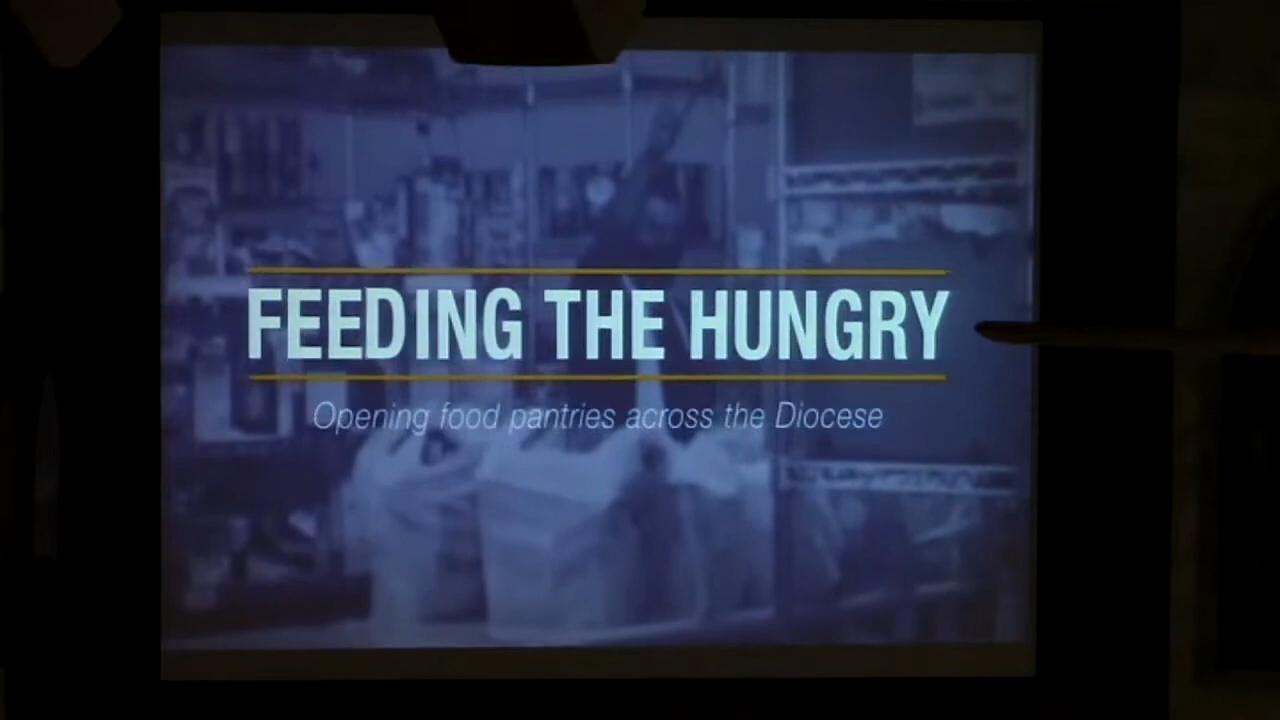 FEEDING THE HUNGRY
Opening food pantries across the Diocese